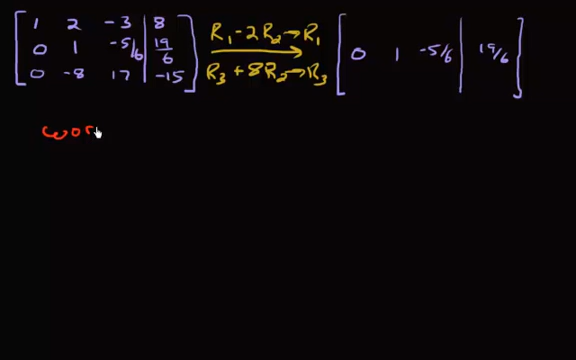 1 2 -3 | 8 R₁-2R₂→R₁
0 1 -5/6 | 19/6 0 1 -5/6 | 19/6
0 -8 17 | -15 R₃+8R₂→R₃
wor